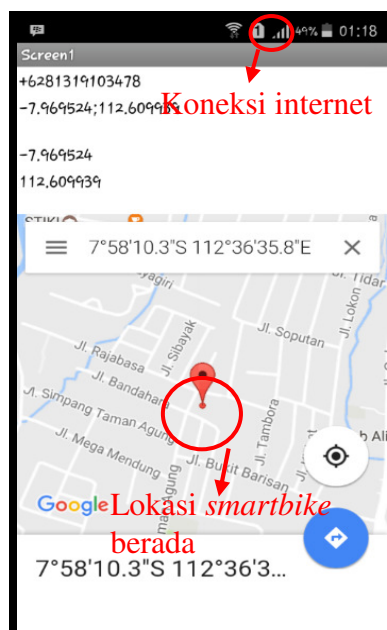 1 49% 01:18
Screen1
+6281319103478
-7.969524;112.609939
Koneksi internet
-7.969524
112.609939
STIKI
7°58'10.3"S 112°36'35.8"E
Tidar
Jl. Lokon
Jl. Sibayak
Jl. Soputan
Jl. Rajabasa
Jl. Bandahara
Jl. Simpang Taman Agung
Jl. Tambora
Jl. Mega Mendung
Jl. Bukit Barisan
Google
Lokasi smartbike
berada
7°58'10.3"S 112°36'3...